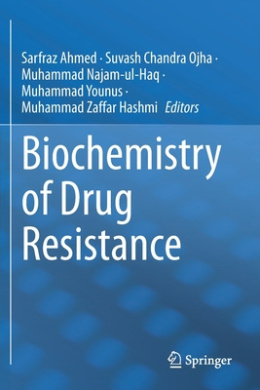 Sarfraz Ahmed · Suvash Chandra Ojha ·
Muhammad Najam-ul-Haq ·
Muhammad Younus ·
Muhammad Zaffar Hashmi Editors
Biochemistry
of Drug
Resistance
Springer